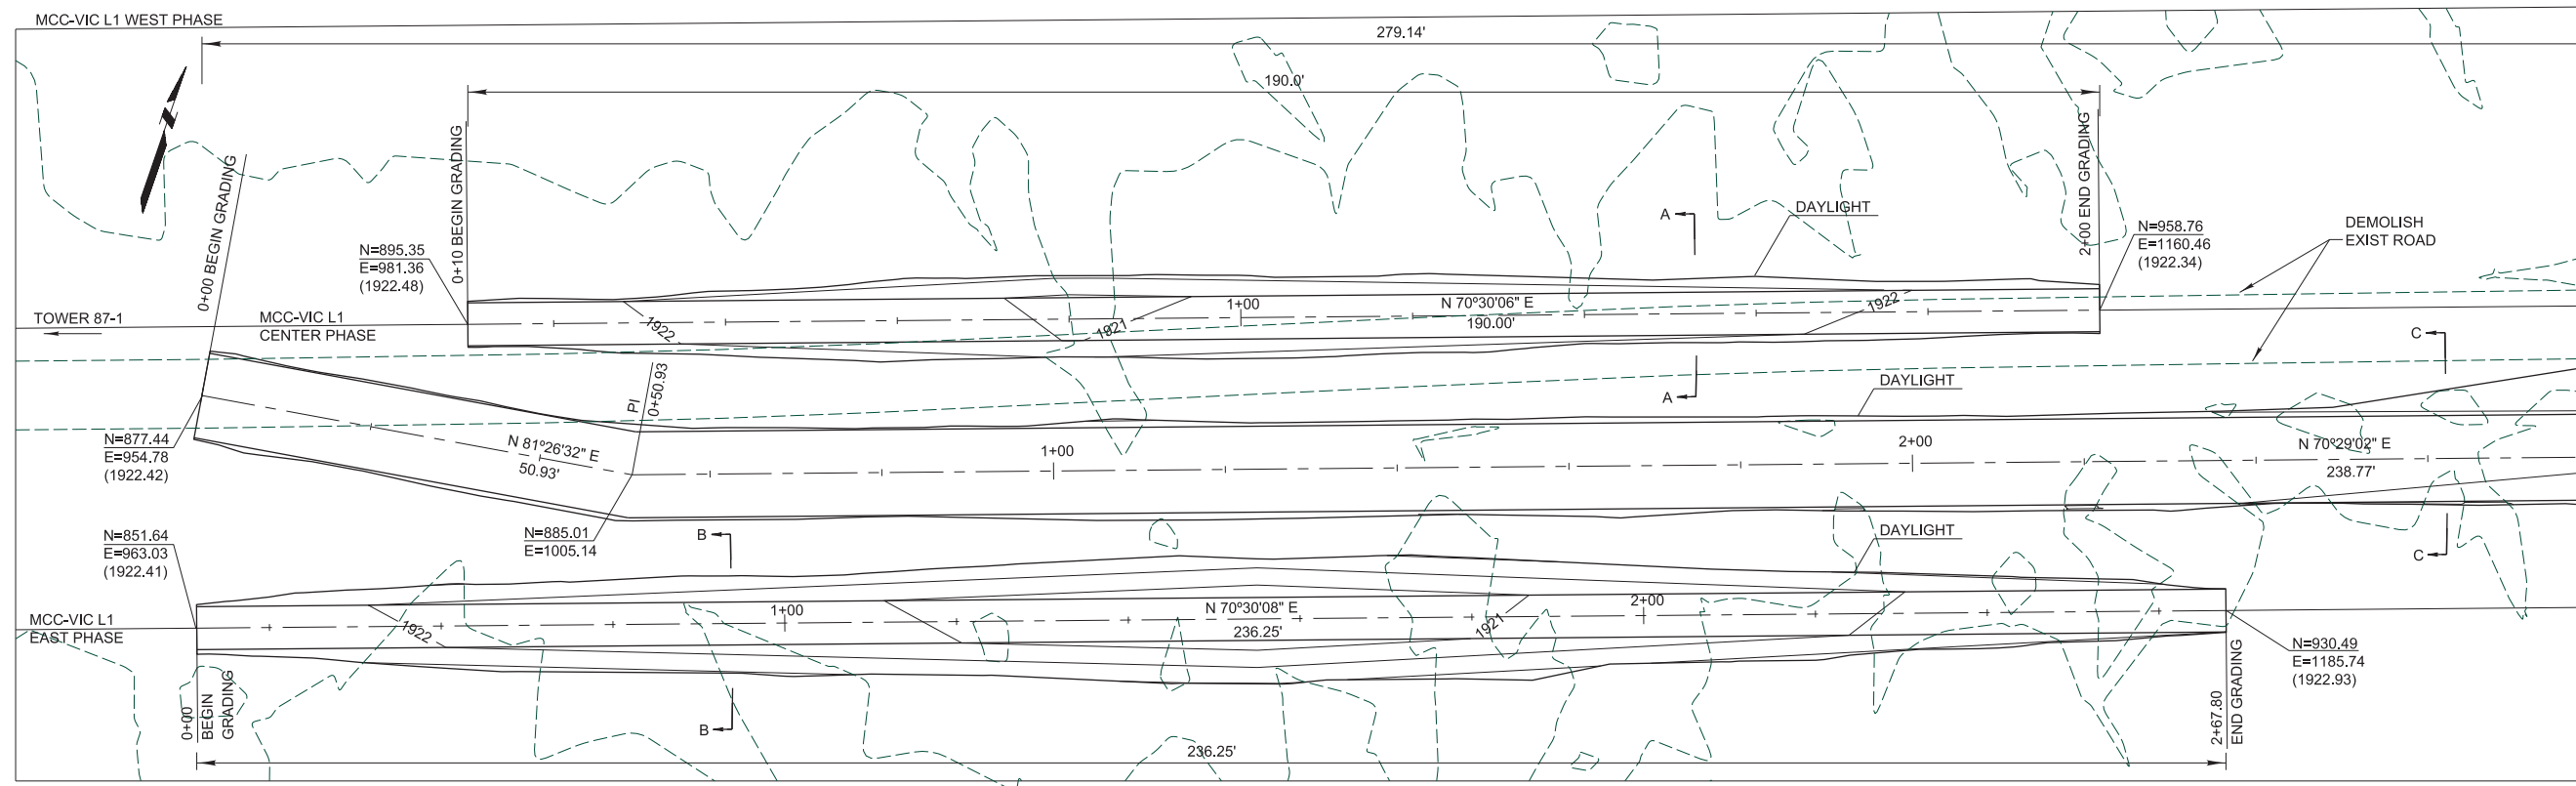 MCC-VIC L1 WEST PHASE
279.14'
190.0'
0+00 BEGIN GRADING
0+10 BEGIN GRADING
2+00 END GRADING
N=895.35
E=981.36
(1922.48)
A
DAYLIGHT
N=958.76
E=1160.46
(1922.34)
DEMOLISH
EXIST ROAD
TOWER 87-1
MCC-VIC L1
CENTER PHASE
1922
1921
1+00
N 70°30'06" E
190.00'
1922
A
C
PI
0+50.93
DAYLIGHT
N=877.44
E=954.78
(1922.42)
N 81°26'32" E
50.93'
1+00
2+00
N 70°29'02" E
238.77'
N=885.01
E=1005.14
N=851.64
E=963.03
(1922.41)
B
DAYLIGHT
C
MCC-VIC L1
EAST PHASE
1922
1+00
N 70°30'08" E
236.25'
1921
2+00
N=930.49
E=1185.74
(1922.93)
0+00
BEGIN
GRADING
B
2+67.80
END GRADING
236.25'